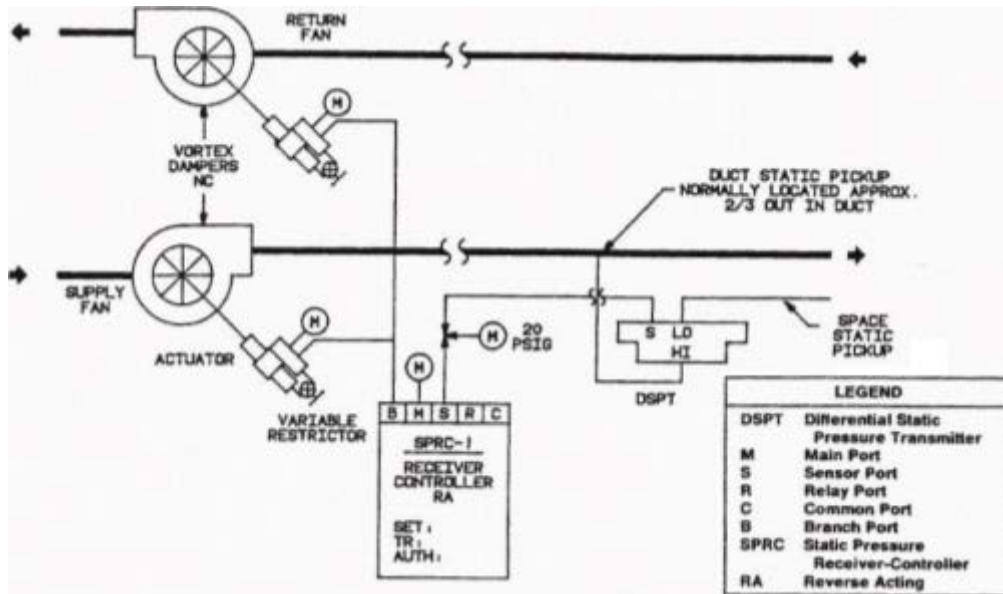 RETURN
FAN
M
VORTEX
DAMPERS
NC
DUCT STATIC PICKUP
NORMALLY LOCATED APPROX.
2/3 OUT IN DUCT
SUPPLY
FAN
M
ACTUATOR
M
20
PSIG
M
S LO
HI
SPACE
STATIC
PICKUP
DSPT
VARIABLE
RESTRICTOR
B M S R C
SPRC-1
RECEIVER
CONTROLLER
RA
SET:
TR:
AUTH:
LEGEND
DSPT Differential Static
Pressure Transmitter
M Main Port
S Sensor Port
R Relay Port
C Common Port
B Branch Port
SPRC Static Pressure
Receiver-Controller
RA Reverse Acting